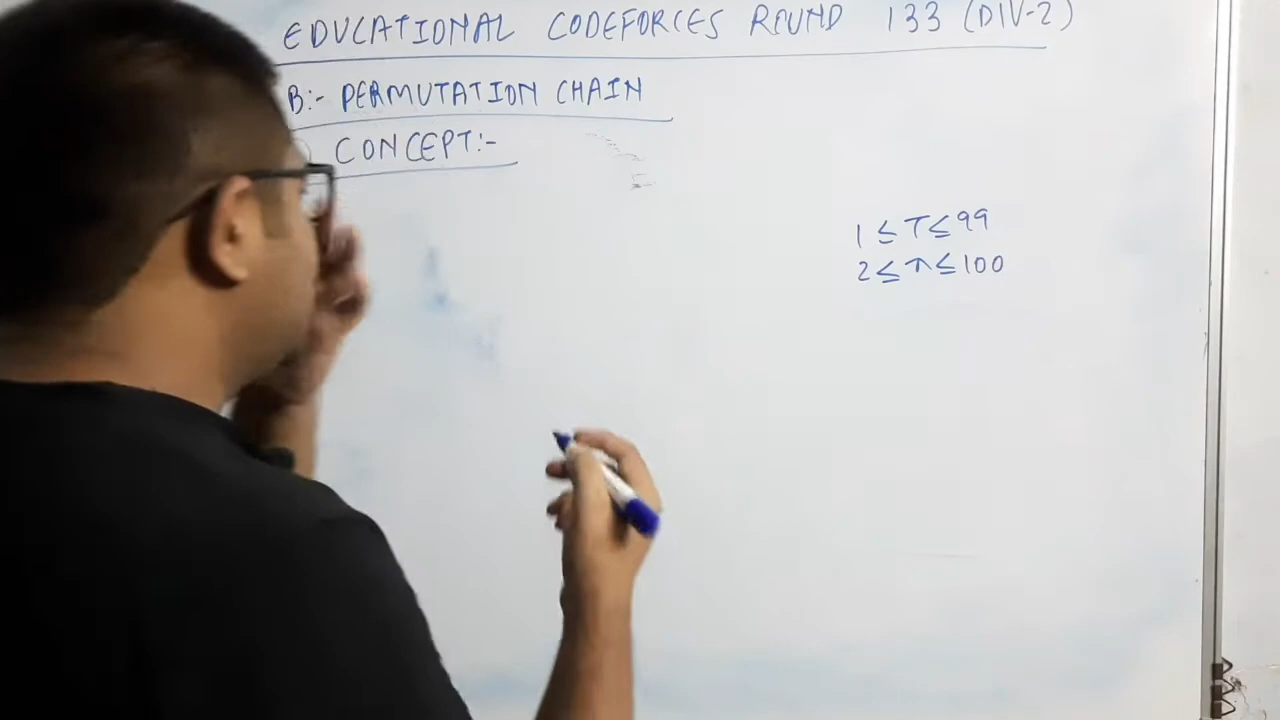 EDUCATIONAL CODEFORCES ROUND 133 (DIV-2)
B:- PERMUTATION CHAIN
CONCEPT:-
1 ≤ T ≤ 99
2 ≤ n ≤ 100